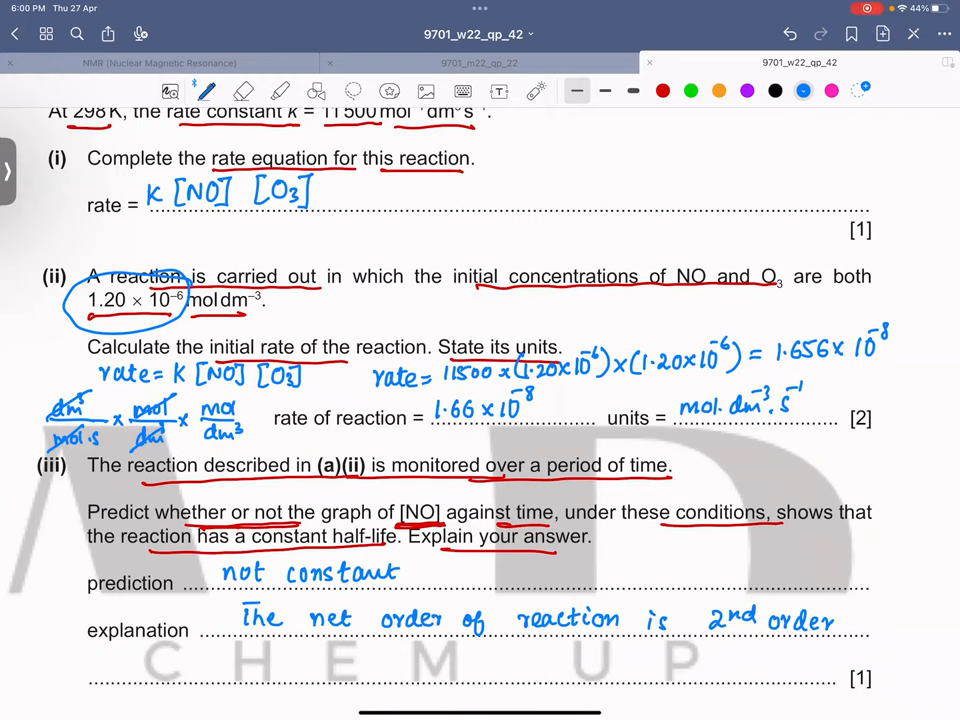 6:00 PM Thu 27 Apr
44%
9701_w22_qp_42
NMR (Nuclear Magnetic Resonance)
9701_m22_qp_22
9701_w22_qp_42
At 298 K, the rate constant k = 11 500 mol⁻¹ dm³ s⁻¹.
(i) Complete the rate equation for this reaction.
rate = K [NO] [O₃]
[1]
(ii) A reaction is carried out in which the initial concentrations of NO and O₃ are both
1.20 × 10⁻⁶ mol dm⁻³.
Calculate the initial rate of the reaction. State its units.
rate = K [NO] [O₃] rate = 11500 × (1.20×10⁻⁶) × (1.20×10⁻⁶) = 1.656 × 10⁻⁸
dm³/mol.s × mol/dm³ × mol/dm³ rate of reaction = 1.66 × 10⁻⁸ units = mol. dm⁻³. s⁻¹ [2]
(iii) The reaction described in (a)(ii) is monitored over a period of time.
Predict whether or not the graph of [NO] against time, under these conditions, shows that
the reaction has a constant half-life. Explain your answer.
prediction not constant
explanation The net order of reaction is 2nd order
[1]
CHEM UP